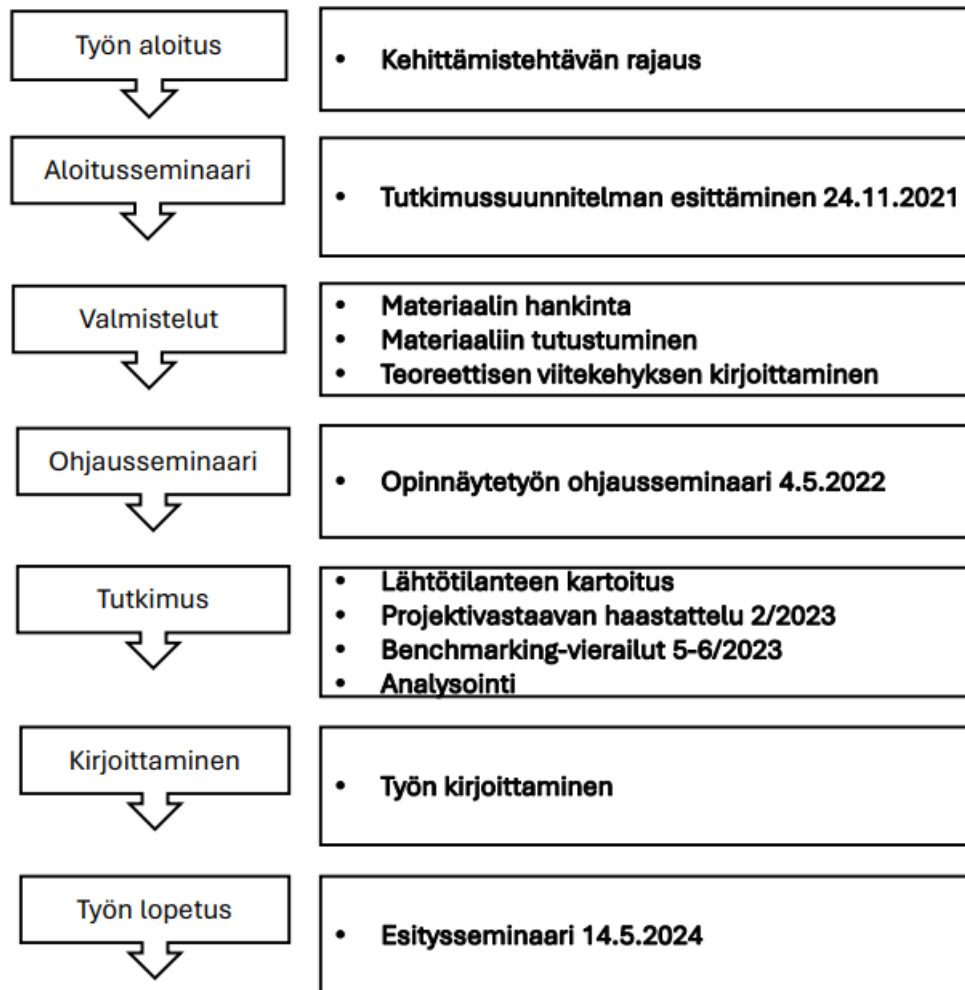 Työn aloitus
• Kehittämistehtävän rajaus
Aloitusseminaari
• Tutkimussuunnitelman esittäminen 24.11.2021
Valmistelut
• Materiaalin hankinta
• Materiaaliin tutustuminen
• Teoreettisen viitekehyksen kirjoittaminen
Ohjausseminaari
• Opinnäytetyön ohjausseminaari 4.5.2022
Tutkimus
• Lähtötilanteen kartoitus
• Projektivastaavan haastattelu 2/2023
• Benchmarking-vierailut 5-6/2023
• Analysointi
Kirjoittaminen
• Työn kirjoittaminen
Työn lopetus
• Esitysseminaari 14.5.2024